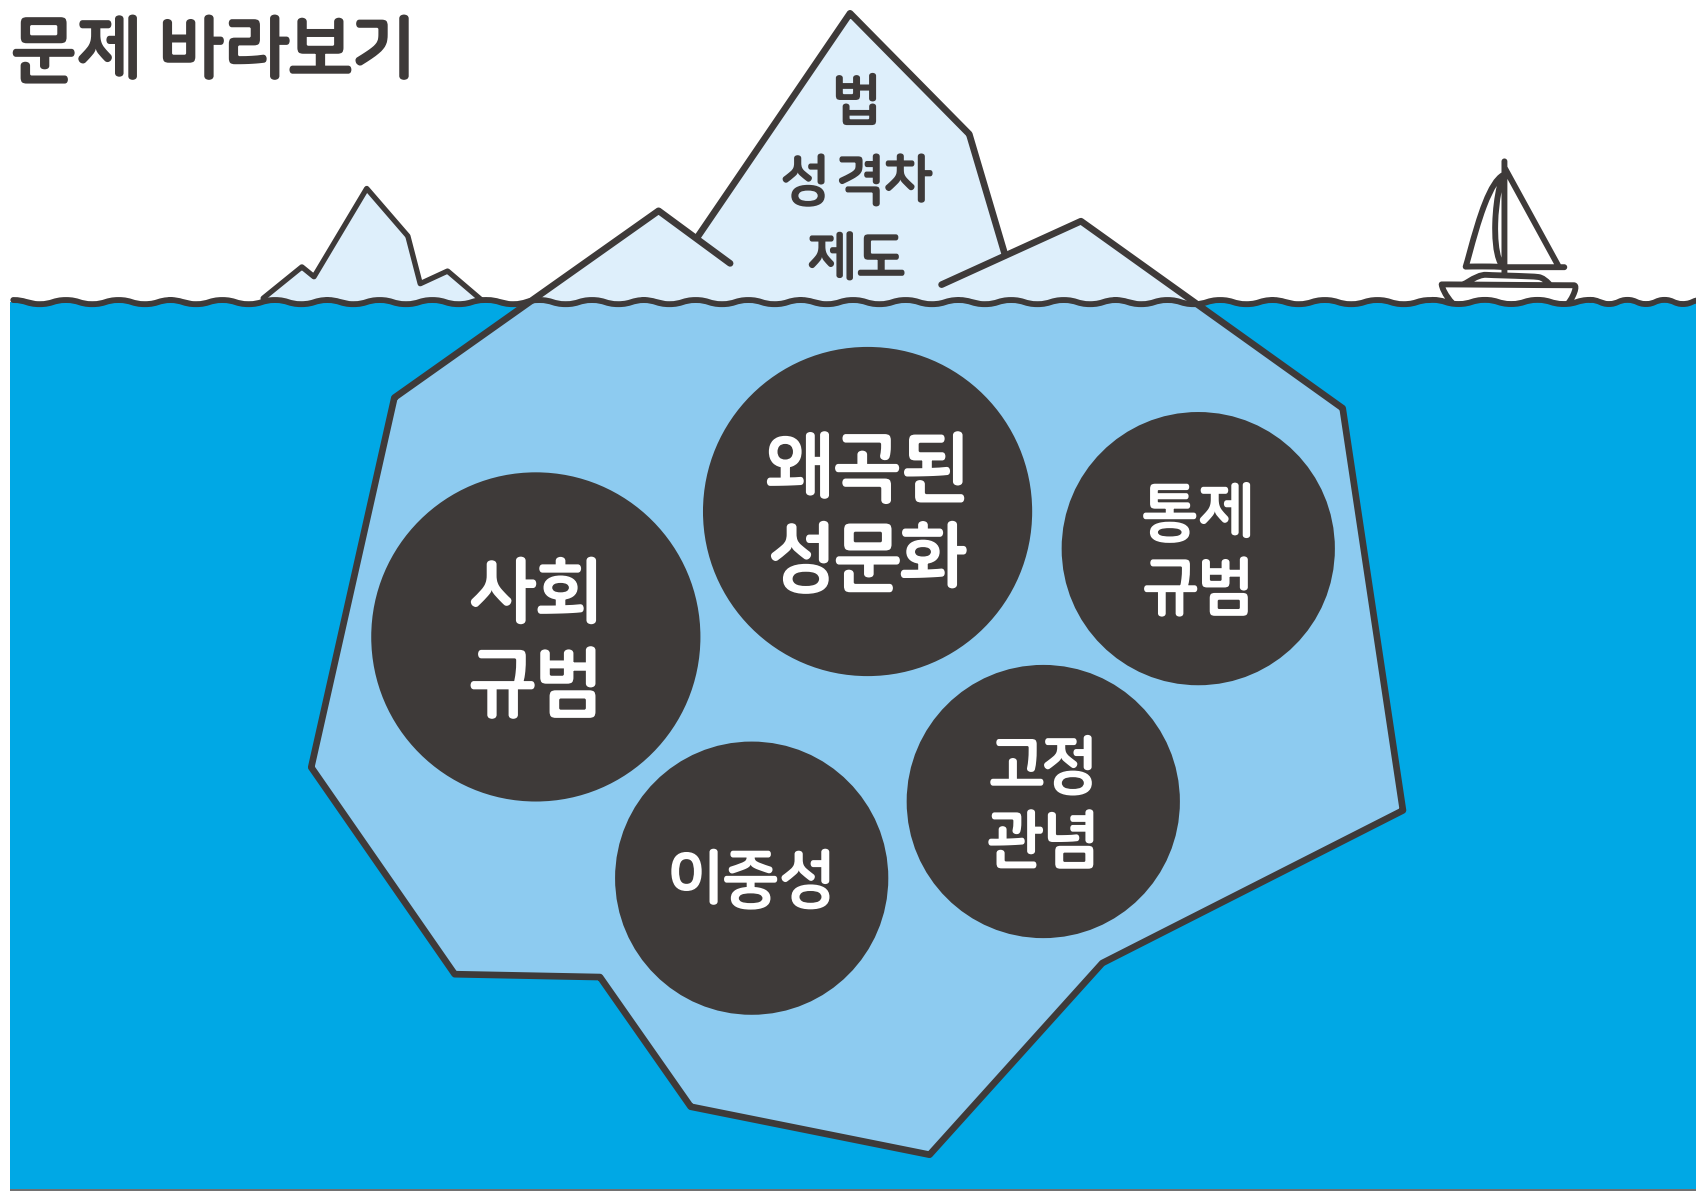 문제 바라보기
법
성 격차
제도
왜곡된
성문화
통제
규범
사회
규범
고정
관념
이중성